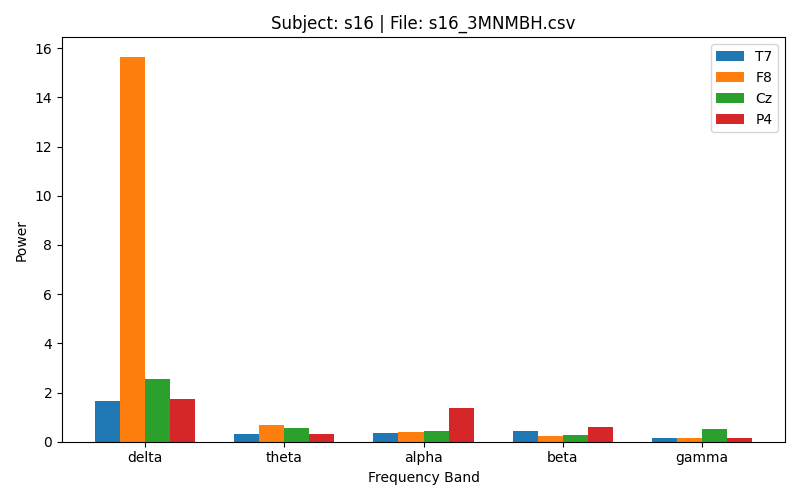 Subject: s16 | File: s16_3MNMBH.csv
T7
F8
Cz
P4
Power
16
14
12
10
8
6
4
2
0
delta theta alpha beta gamma
Frequency Band